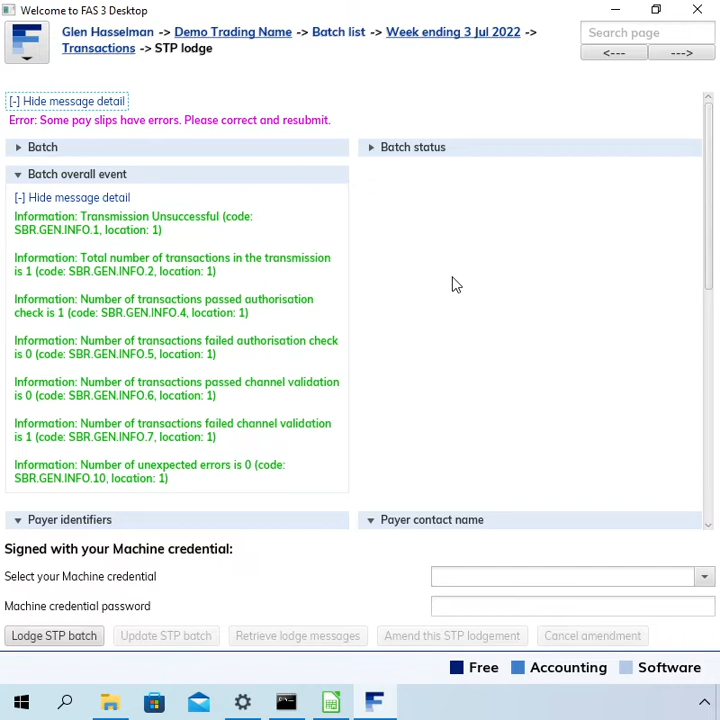 Welcome to FAS 3 Desktop
Glen Hasselman -> Demo Trading Name -> Batch list -> Week ending 3 Jul 2022 ->
Transactions -> STP lodge
Search page
<--- --->
[-] Hide message detail
Error: Some pay slips have errors. Please correct and resubmit.
Batch
Batch status
Batch overall event
[-] Hide message detail
Information: Transmission Unsuccessful (code:
SBR.GEN.INFO.1, location: 1)
Information: Total number of transactions in the transmission
is 1 (code: SBR.GEN.INFO.2, location: 1)
Information: Number of transactions passed authorisation
check is 1 (code: SBR.GEN.INFO.4, location: 1)
Information: Number of transactions failed authorisation check
is 0 (code: SBR.GEN.INFO.5, location: 1)
Information: Number of transactions passed channel validation
is 0 (code: SBR.GEN.INFO.6, location: 1)
Information: Number of transactions failed channel validation
is 1 (code: SBR.GEN.INFO.7, location: 1)
Information: Number of unexpected errors is 0 (code:
SBR.GEN.INFO.10, location: 1)
Payer identifiers
Payer contact name
Signed with your Machine credential:
Select your Machine credential
Machine credential password
Lodge STP batch Update STP batch Retrieve lodge messages Amend this STP lodgement Cancel amendment
Free Accounting Software